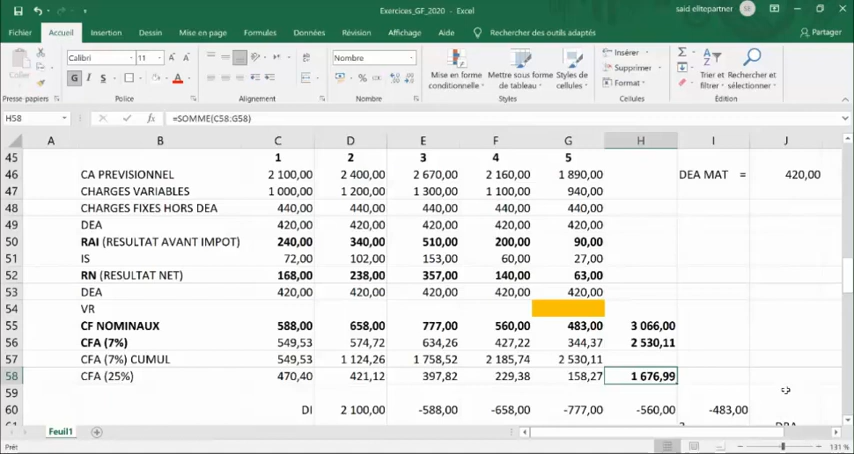 Exercices_GF_2020 - Excel
said elltepartner
SE
Fichier Accueil Insertion Dessin Mise en page Formules Données Révision Affichage Aide Rechercher des outils adaptés Partager
Coller
Calibri 11
G I S
Nombre
Mise en forme conditionnelle
Mettre sous forme de tableau
Styles de cellules
Insérer
Supprimer
Format
Trier et filtrer
Rechercher et sélectionner
Presse-papiers Police Alignement Nombre Styles Cellules Édition
H58 fx =SOMME(C58:G58)
A B C D E F G H I J
45 1 2 3 4 5
46 CA PREVISIONNEL 2 100,00 2 400,00 2 670,00 2 160,00 1 890,00 DEA MAT = 420,00
47 CHARGES VARIABLES 1 000,00 1 200,00 1 300,00 1 100,00 940,00
48 CHARGES FIXES HORS DEA 440,00 440,00 440,00 440,00 440,00
49 DEA 420,00 420,00 420,00 420,00 420,00
50 RAI (RESULTAT AVANT IMPOT) 240,00 340,00 510,00 200,00 90,00
51 IS 72,00 102,00 153,00 60,00 27,00
52 RN (RESULTAT NET) 168,00 238,00 357,00 140,00 63,00
53 DEA 420,00 420,00 420,00 420,00 420,00
54 VR
55 CF NOMINAUX 588,00 658,00 777,00 560,00 483,00 3 066,00
56 CFA (7%) 549,53 574,72 634,26 427,22 344,37 2 530,11
57 CFA (7%) CUMUL 549,53 1 124,26 1 758,52 2 185,74 2 530,11
58 CFA (25%) 470,40 421,12 397,82 229,38 158,27 1 676,99
59
60 DI 2 100,00 -588,00 -658,00 -777,00 -560,00 -483,00
Feuil1
Prêt
131 %